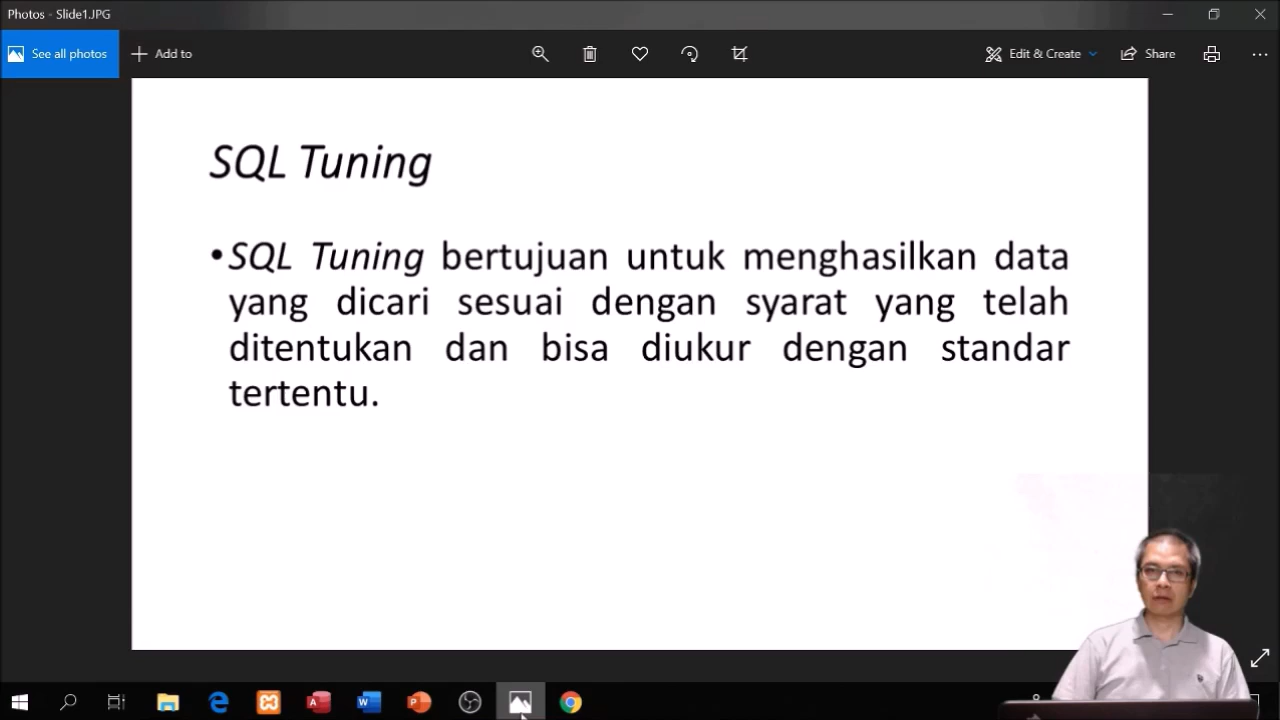 Photos - Slide1.JPG
See all photos
Add to
Edit & Create
Share
SQL Tuning
•SQL Tuning bertujuan untuk menghasilkan data
yang dicari sesuai dengan syarat yang telah
ditentukan dan bisa diukur dengan standar
tertentu.